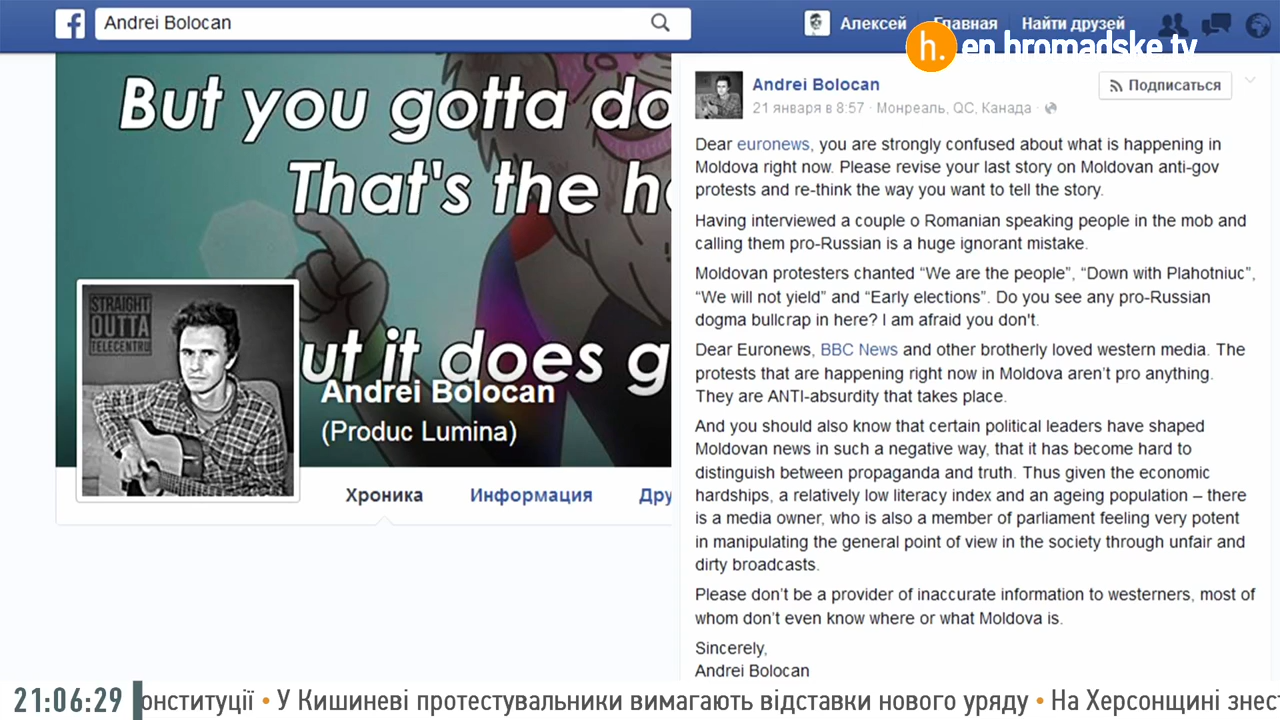 Andrei Bolocan
Алексей Главная Найти друзей
h. en hromadske tv
But you gotta do
That's the h
ut it does g
STRAIGHT
OUTTA
TELECENTRU
Andrei Bolocan
(Produc Lumina)
Хроника Информация Дру
Andrei Bolocan
Подписаться
21 января в 8:57 · Монреаль, QC, Канада ·
Dear euronews, you are strongly confused about what is happening in
Moldova right now. Please revise your last story on Moldovan anti-gov
protests and re-think the way you want to tell the story.
Having interviewed a couple o Romanian speaking people in the mob and
calling them pro-Russian is a huge ignorant mistake.
Moldovan protesters chanted “We are the people”, “Down with Plahotniuc”,
“We will not yield” and “Early elections”. Do you see any pro-Russian
dogma bullcrap in here? I am afraid you don't.
Dear Euronews, BBC News and other brotherly loved western media. The
protests that are happening right now in Moldova aren’t pro anything.
They are ANTI-absurdity that takes place.
And you should also know that certain political leaders have shaped
Moldovan news in such a negative way, that it has become hard to
distinguish between propaganda and truth. Thus given the economic
hardships, a relatively low literacy index and an ageing population – there
is a media owner, who is also a member of parliament feeling very potent
in manipulating the general point of view in the society through unfair and
dirty broadcasts.
Please don’t be a provider of inaccurate information to westerners, most of
whom don’t even know where or what Moldova is.
Sincerely,
Andrei Bolocan
21:06:29 онституції • У Кишиневі протестувальники вимагають відставки нового уряду • На Херсонщині знес